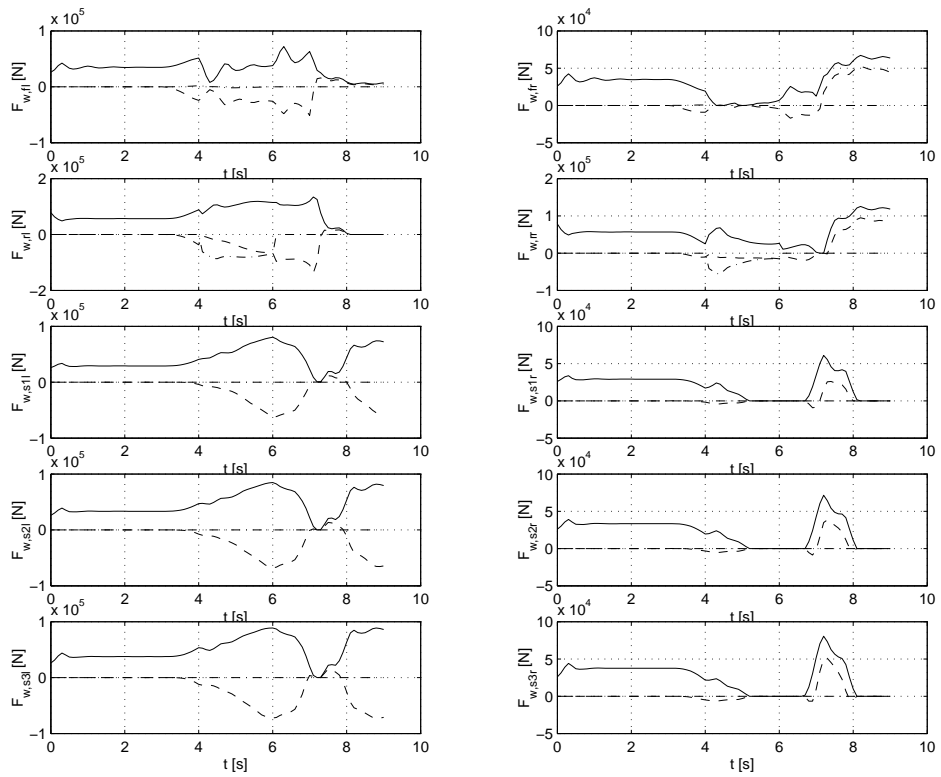 x 10^5 x 10^4
1 10
F_w,fl [N] 0 F_w,fr [N] 5
0
−1 −5
0 2 4 6 8 10 0 2 4 6 8 10
x 10^5 t [s] x 10^5 t [s]
2 2
F_w,rl [N] 0 F_w,rr [N] 1
0
−2 −1
0 2 4 6 8 10 0 2 4 6 8 10
x 10^5 t [s] x 10^4 t [s]
1 10
F_w,s1l [N] 0 F_w,s1r [N] 5
0
−1 −5
0 2 4 6 8 10 0 2 4 6 8 10
x 10^5 t [s] x 10^4 t [s]
1 10
F_w,s2l [N] 0 F_w,s2r [N] 5
0
−1 −5
0 2 4 6 8 10 0 2 4 6 8 10
x 10^5 t [s] x 10^4 t [s]
1 10
F_w,s3l [N] 0 F_w,s3r [N] 5
0
−1 −5
0 2 4 6 8 10 0 2 4 6 8 10
t [s] t [s]